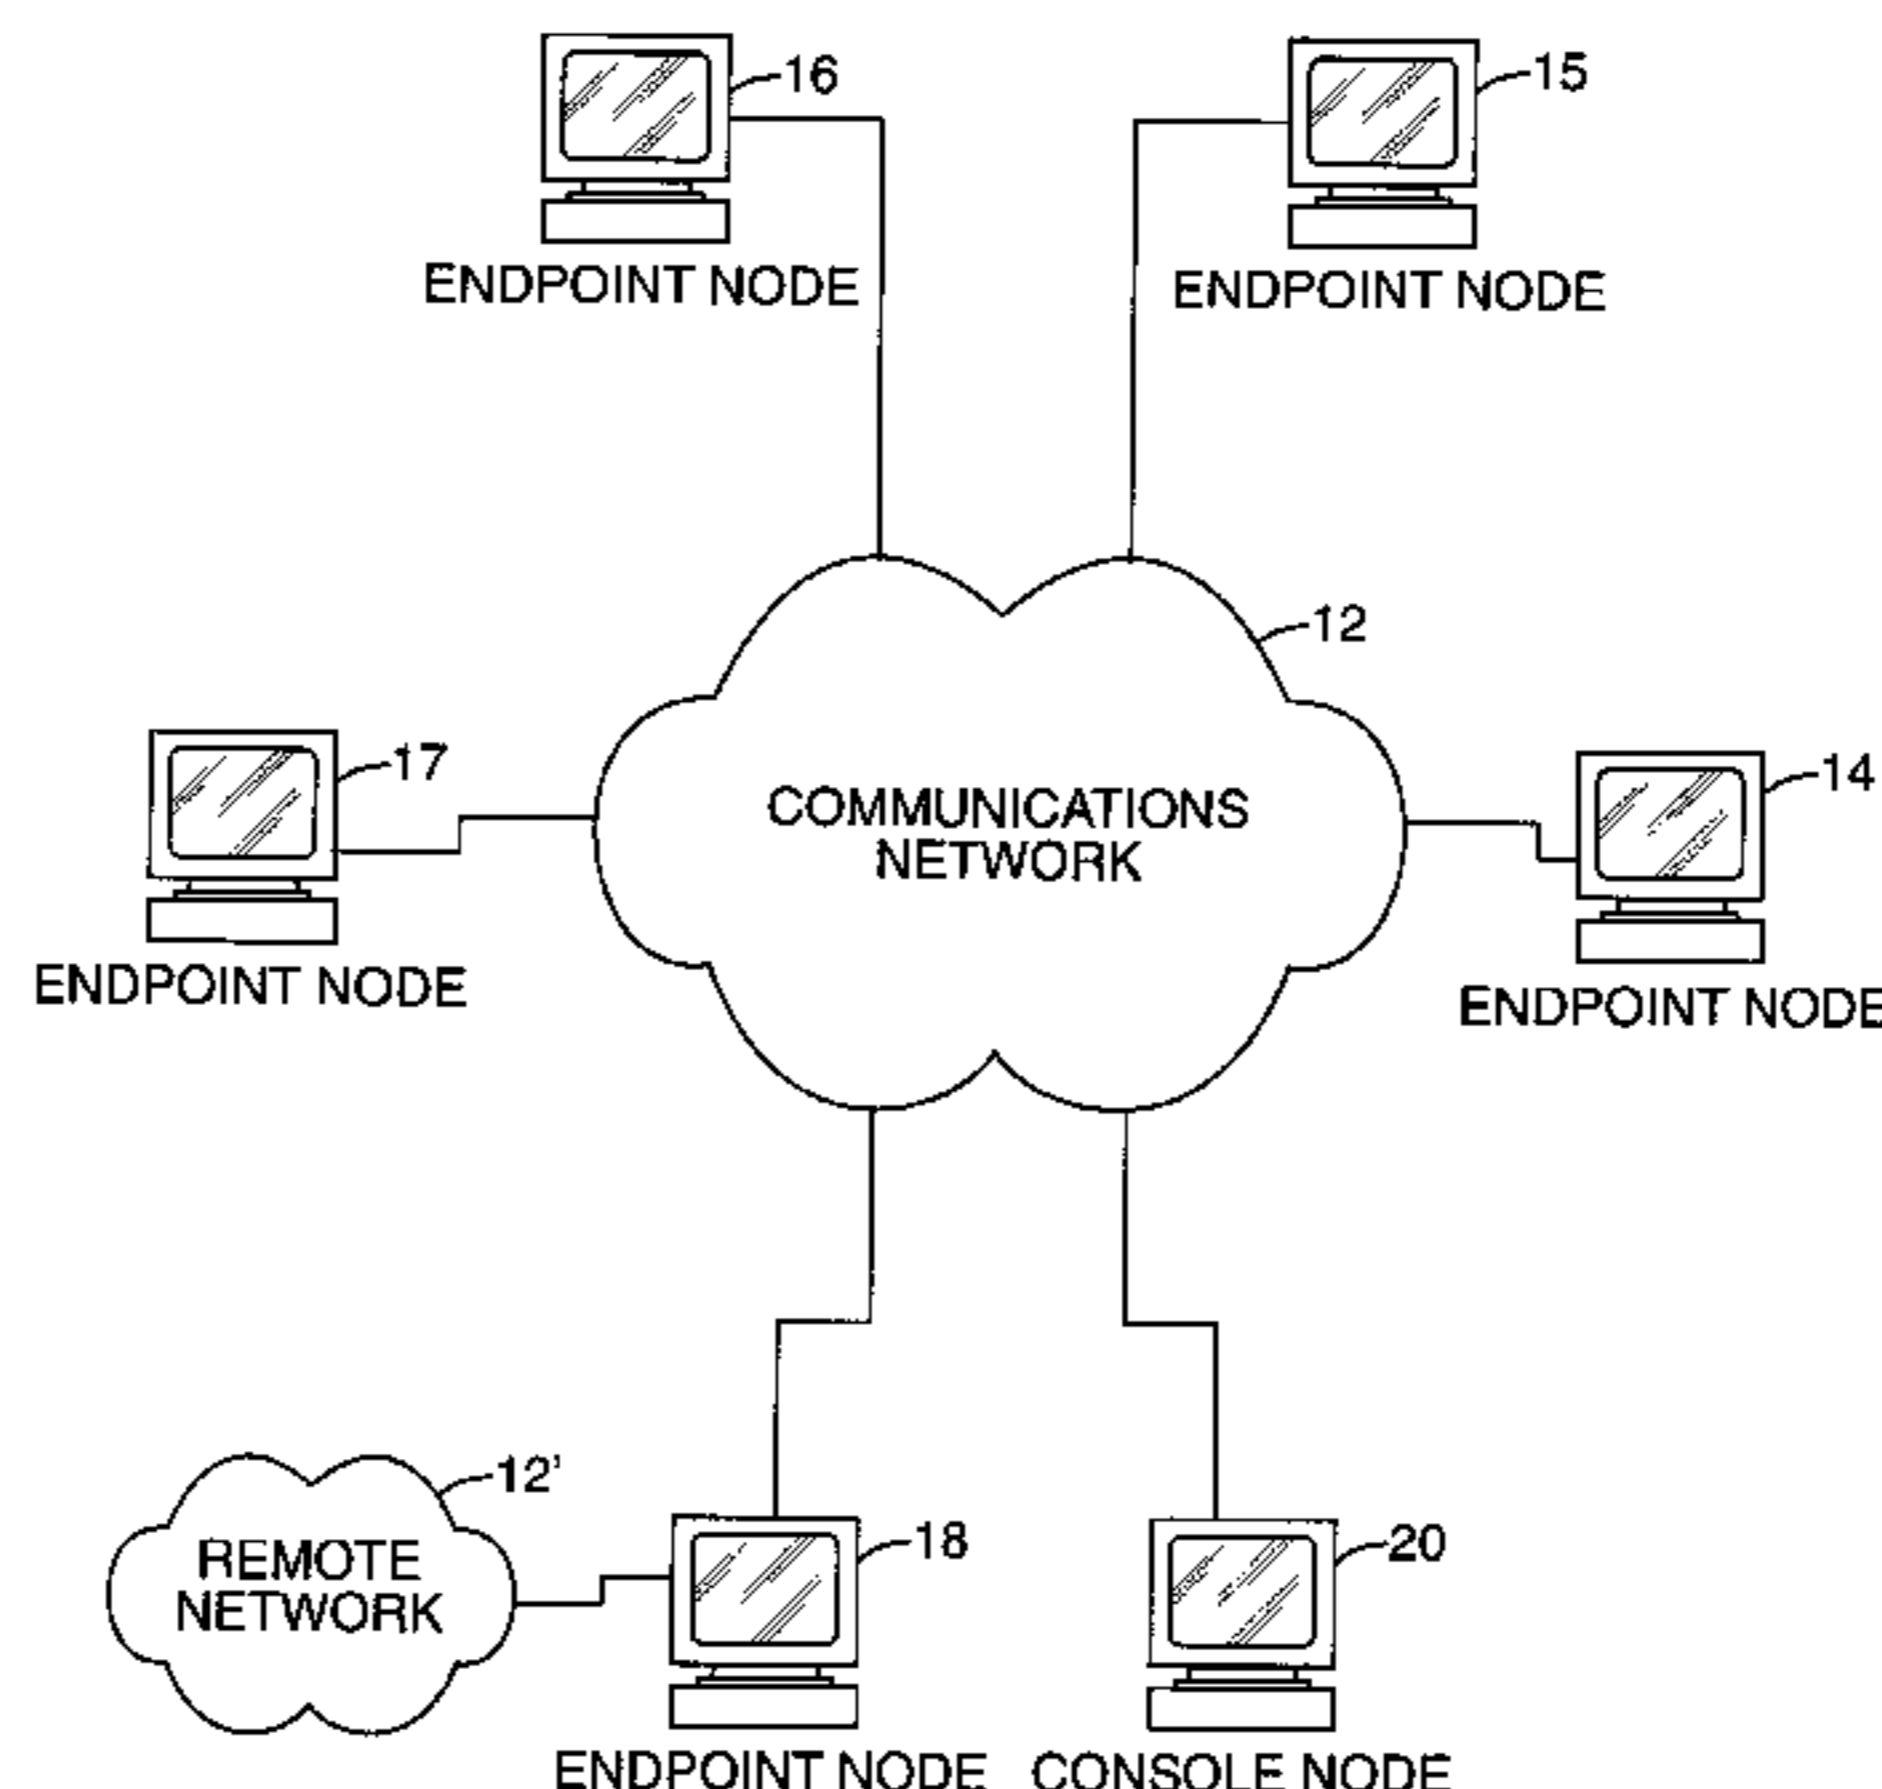 16
15
ENDPOINT NODE
ENDPOINT NODE
12
17
COMMUNICATIONS
NETWORK
14
ENDPOINT NODE
ENDPOINT NODE
12'
REMOTE
NETWORK
18
20
ENDPOINT NODE
CONSOLE NODE